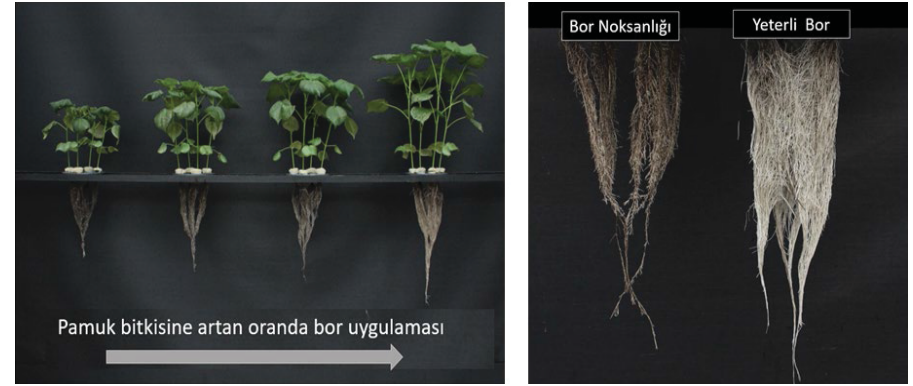 Pamuk bitkisine artan oranda bor uygulaması
Bor Noksanlığı
Yeterli Bor